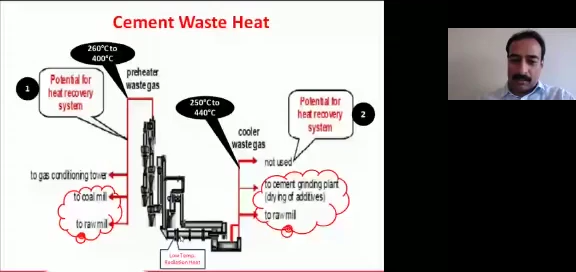 Cement Waste Heat
260°C to
400°C
preheater
waste gas
Potential for
heat recovery
system
1
250°C to
440°C
cooler
waste gas
Potential for
heat recovery
system
2
not used
to gas conditioning tower
to coal mill
to raw mill
to cement grinding plant
(drying of additives)
to raw mill
Low Temp.
Radiation Heat